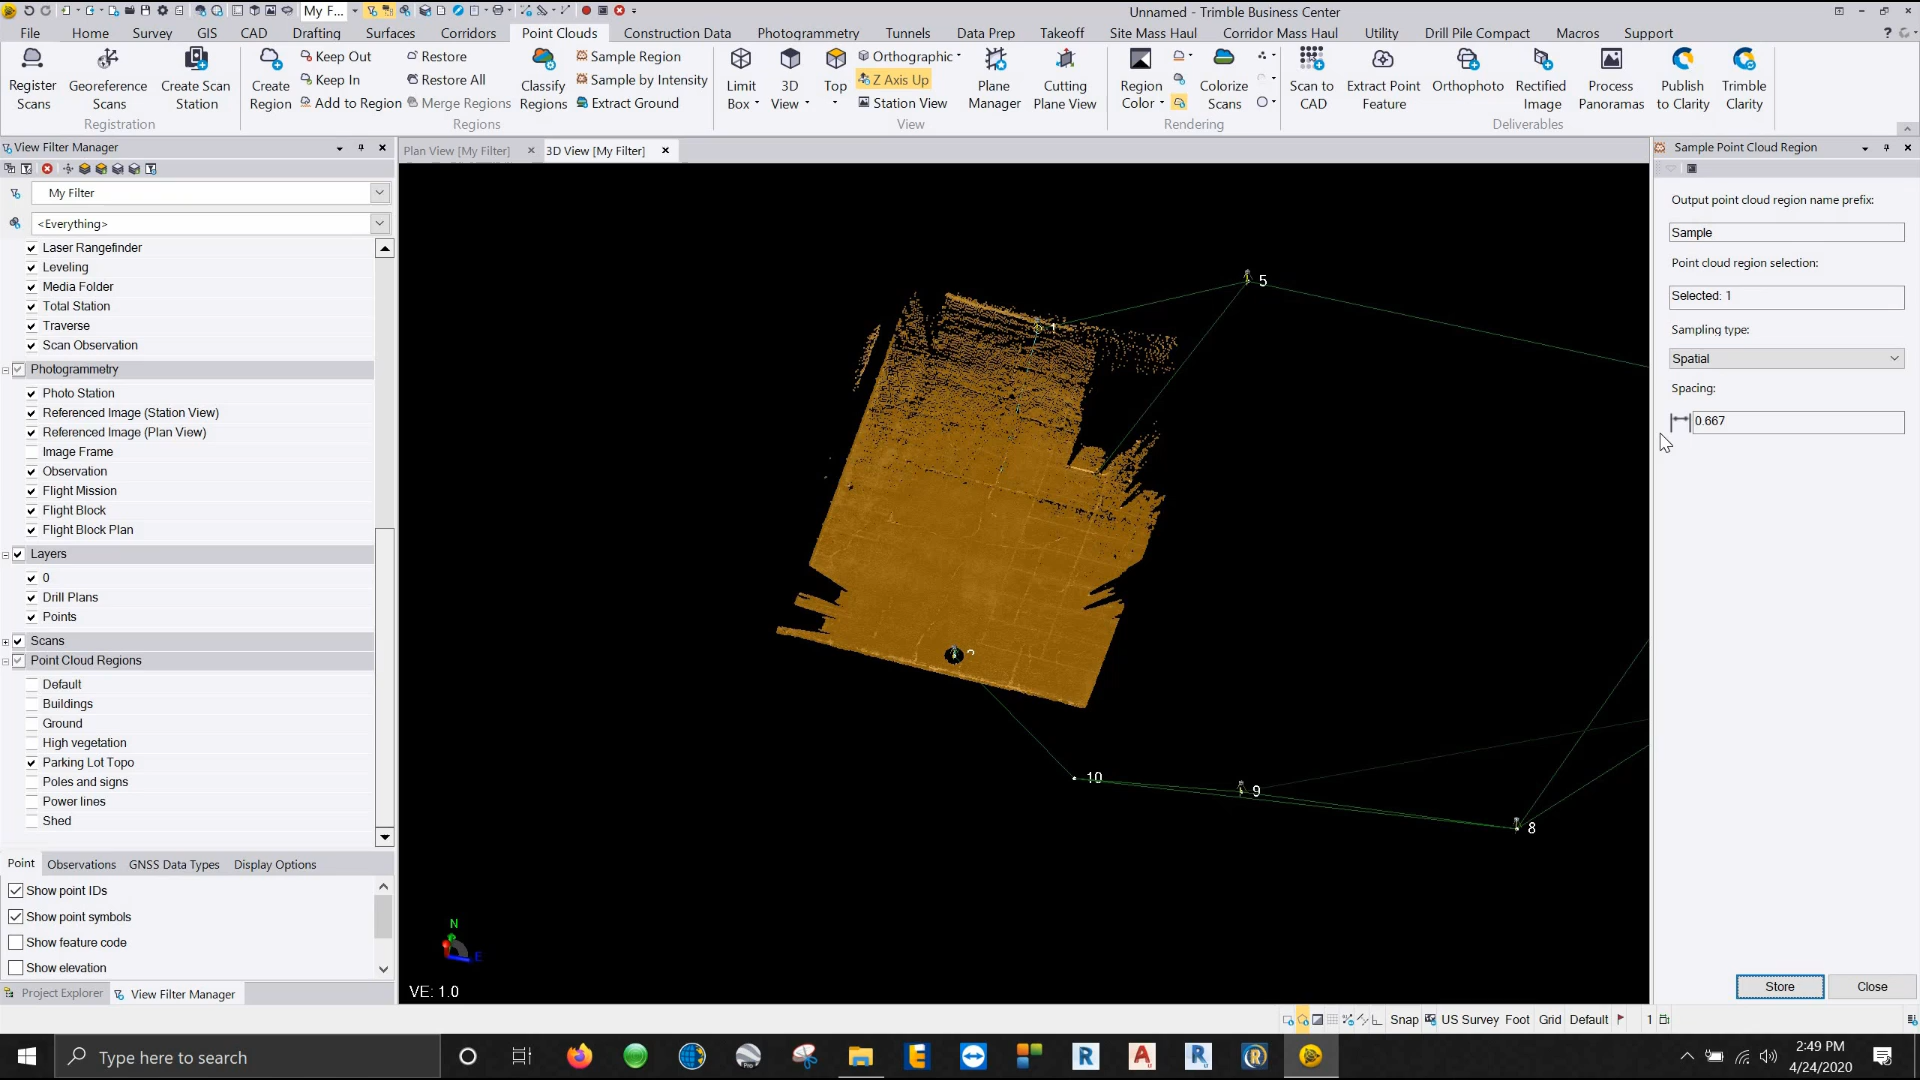 My F...
Unnamed - Trimble Business Center
File Home Survey GIS CAD Drafting Surfaces Corridors Point Clouds Construction Data Photogrammetry Tunnels Data Prep Takeoff Site Mass Haul Corridor Mass Haul Utility Drill Pile Compact Macros Support
Register Scans
Georeference Scans
Create Scan Station
Registration
Create Region
Keep Out
Keep In
Add to Region
Restore
Restore All
Merge Regions
Classify Regions
Sample Region
Sample by Intensity
Extract Ground
Regions
Limit Box
3D View
Top
Orthographic
Z Axis Up
Station View
Plane Manager
Cutting Plane View
View
Region Color
Colorize Scans
Rendering
Scan to CAD
Extract Point Feature
Orthophoto
Rectified Image
Process Panoramas
Publish to Clarity
Trimble Clarity
Deliverables
View Filter Manager
My Filter
<Everything>
Laser Rangefinder
Leveling
Media Folder
Total Station
Traverse
Scan Observation
Photogrammetry
Photo Station
Referenced Image (Station View)
Referenced Image (Plan View)
Image Frame
Observation
Flight Mission
Flight Block
Flight Block Plan
Layers
0
Drill Plans
Points
Scans
Point Cloud Regions
Default
Buildings
Ground
High vegetation
Parking Lot Topo
Poles and signs
Power lines
Shed
Point Observations GNSS Data Types Display Options
Show point IDs
Show point symbols
Show feature code
Show elevation
Project Explorer View Filter Manager
Plan View [My Filter] 3D View [My Filter]
5
1
10
9
8
N
E
VE: 1.0
Sample Point Cloud Region
Output point cloud region name prefix:
Sample
Point cloud region selection:
Selected: 1
Sampling type:
Spatial
Spacing:
0.667
Store Close
Snap US Survey Foot Grid Default 1
Type here to search
2:49 PM
4/24/2020